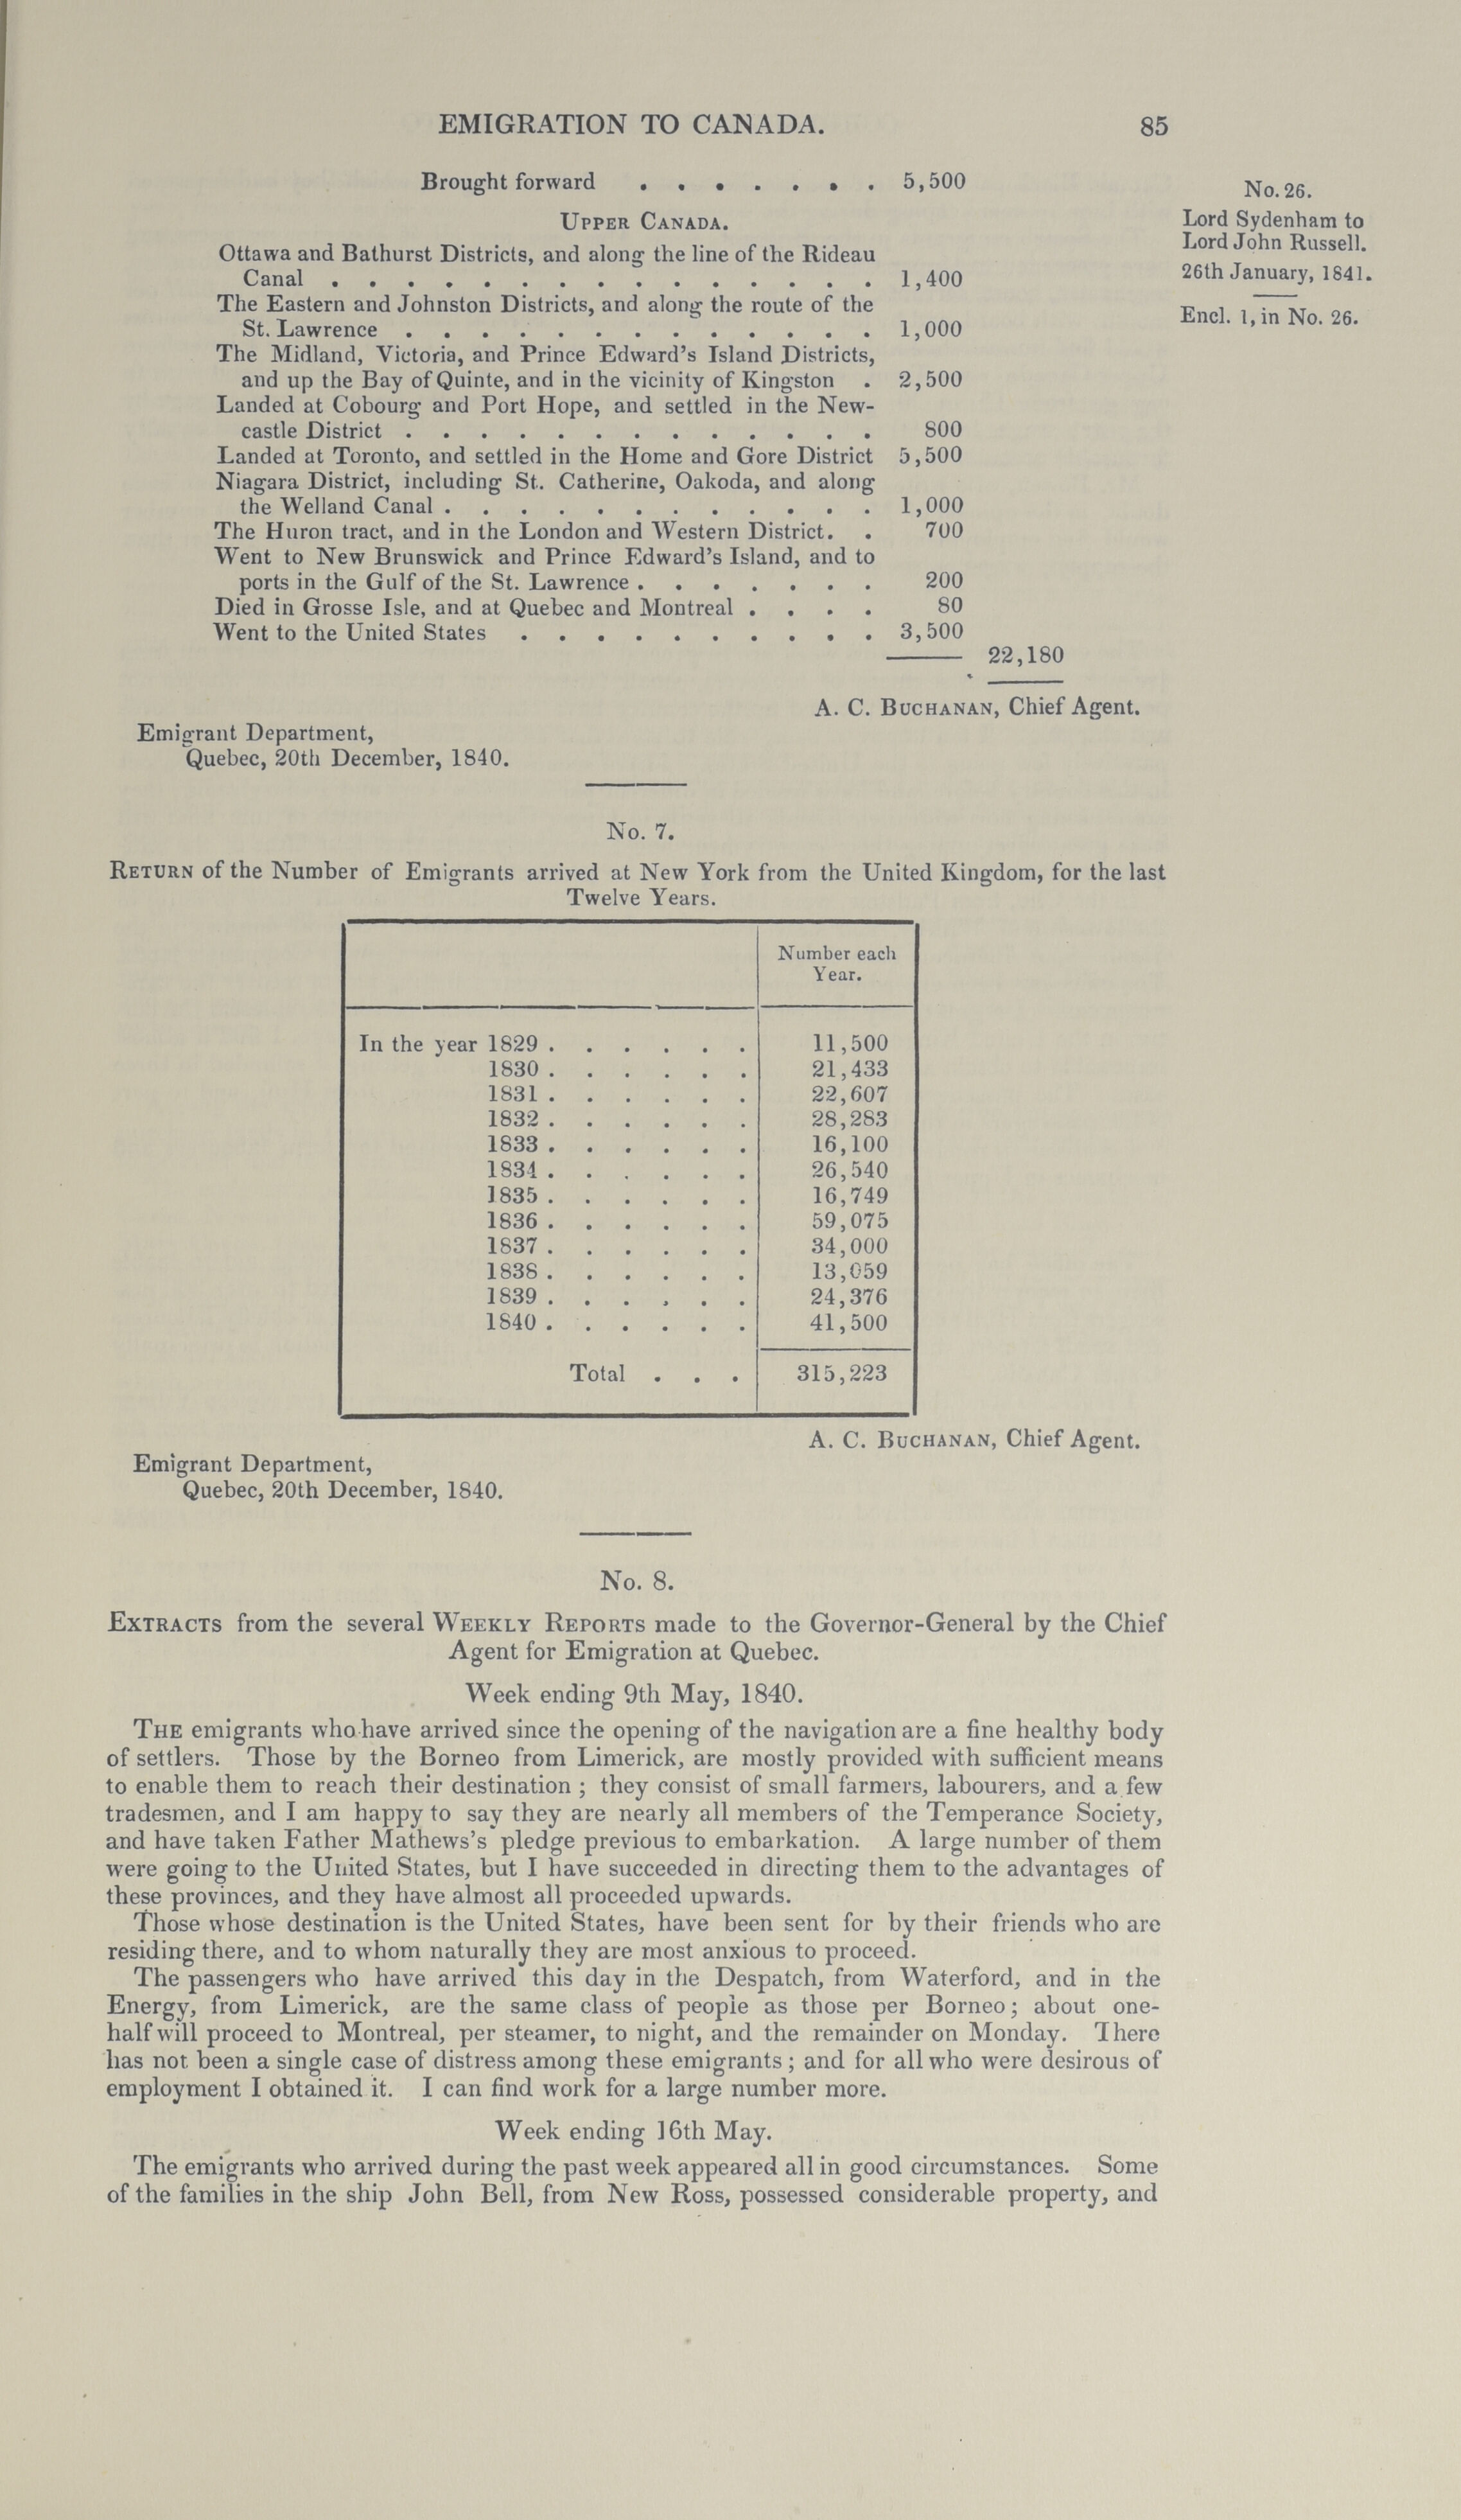 EMIGRATION TO CANADA. 85
Brought forward . . . . . . . 5,500
UPPER CANADA.
Ottawa and Bathurst Districts, and along the line of the Rideau
Canal . . . . . . . . . . . . . . . 1,400
The Eastern and Johnston Districts, and along the route of the
St. Lawrence . . . . . . . . . . . . . 1,000
The Midland, Victoria, and Prince Edward's Island Districts,
and up the Bay of Quinte, and in the vicinity of Kingston . 2,500
Landed at Cobourg and Port Hope, and settled in the New-
castle District . . . . . . . . . . . . . 800
Landed at Toronto, and settled in the Home and Gore District 5,500
Niagara District, including St. Catherine, Oakoda, and along
the Welland Canal . . . . . . . . . . . . 1,000
The Huron tract, and in the London and Western District. . 700
Went to New Brunswick and Prince Edward's Island, and to
ports in the Gulf of the St. Lawrence . . . . . . . 200
Died in Grosse Isle, and at Quebec and Montreal . . . . 80
Went to the United States . . . . . . . . . . 3,500
22,180
A. C. BUCHANAN, Chief Agent.
Emigrant Department,
Quebec, 20th December, 1840.
No. 26.
Lord Sydenham to
Lord John Russell.
26th January, 1841.
Encl. 1, in No. 26.
No. 7.
RETURN of the Number of Emigrants arrived at New York from the United Kingdom, for the last
Twelve Years.
Number each
Year.
In the year 1829 . . . . . . 11,500
1830 . . . . . . 21,433
1831 . . . . . . 22,607
1832 . . . . . . 28,283
1833 . . . . . . 16,100
1834 . . . . . . 26,540
1835 . . . . . . 16,749
1836 . . . . . . 59,075
1837 . . . . . . 34,000
1838 . . . . . . 13,059
1839 . . . . . . 24,376
1840 . . . . . . 41,500
Total . . . 315,223
A. C. BUCHANAN, Chief Agent.
Emigrant Department,
Quebec, 20th December, 1840.
No. 8.
EXTRACTS from the several WEEKLY REPORTS made to the Governor-General by the Chief
Agent for Emigration at Quebec.
Week ending 9th May, 1840.
THE emigrants who have arrived since the opening of the navigation are a fine healthy body
of settlers. Those by the Borneo from Limerick, are mostly provided with sufficient means
to enable them to reach their destination ; they consist of small farmers, labourers, and a few
tradesmen, and I am happy to say they are nearly all members of the Temperance Society,
and have taken Father Mathews's pledge previous to embarkation. A large number of them
were going to the United States, but I have succeeded in directing them to the advantages of
these provinces, and they have almost all proceeded upwards.
Those whose destination is the United States, have been sent for by their friends who are
residing there, and to whom naturally they are most anxious to proceed.
The passengers who have arrived this day in the Despatch, from Waterford, and in the
Energy, from Limerick, are the same class of people as those per Borneo; about one-
half will proceed to Montreal, per steamer, to night, and the remainder on Monday. There
has not been a single case of distress among these emigrants ; and for all who were desirous of
employment I obtained it. I can find work for a large number more.
Week ending 16th May.
The emigrants who arrived during the past week appeared all in good circumstances. Some
of the families in the ship John Bell, from New Ross, possessed considerable property, and